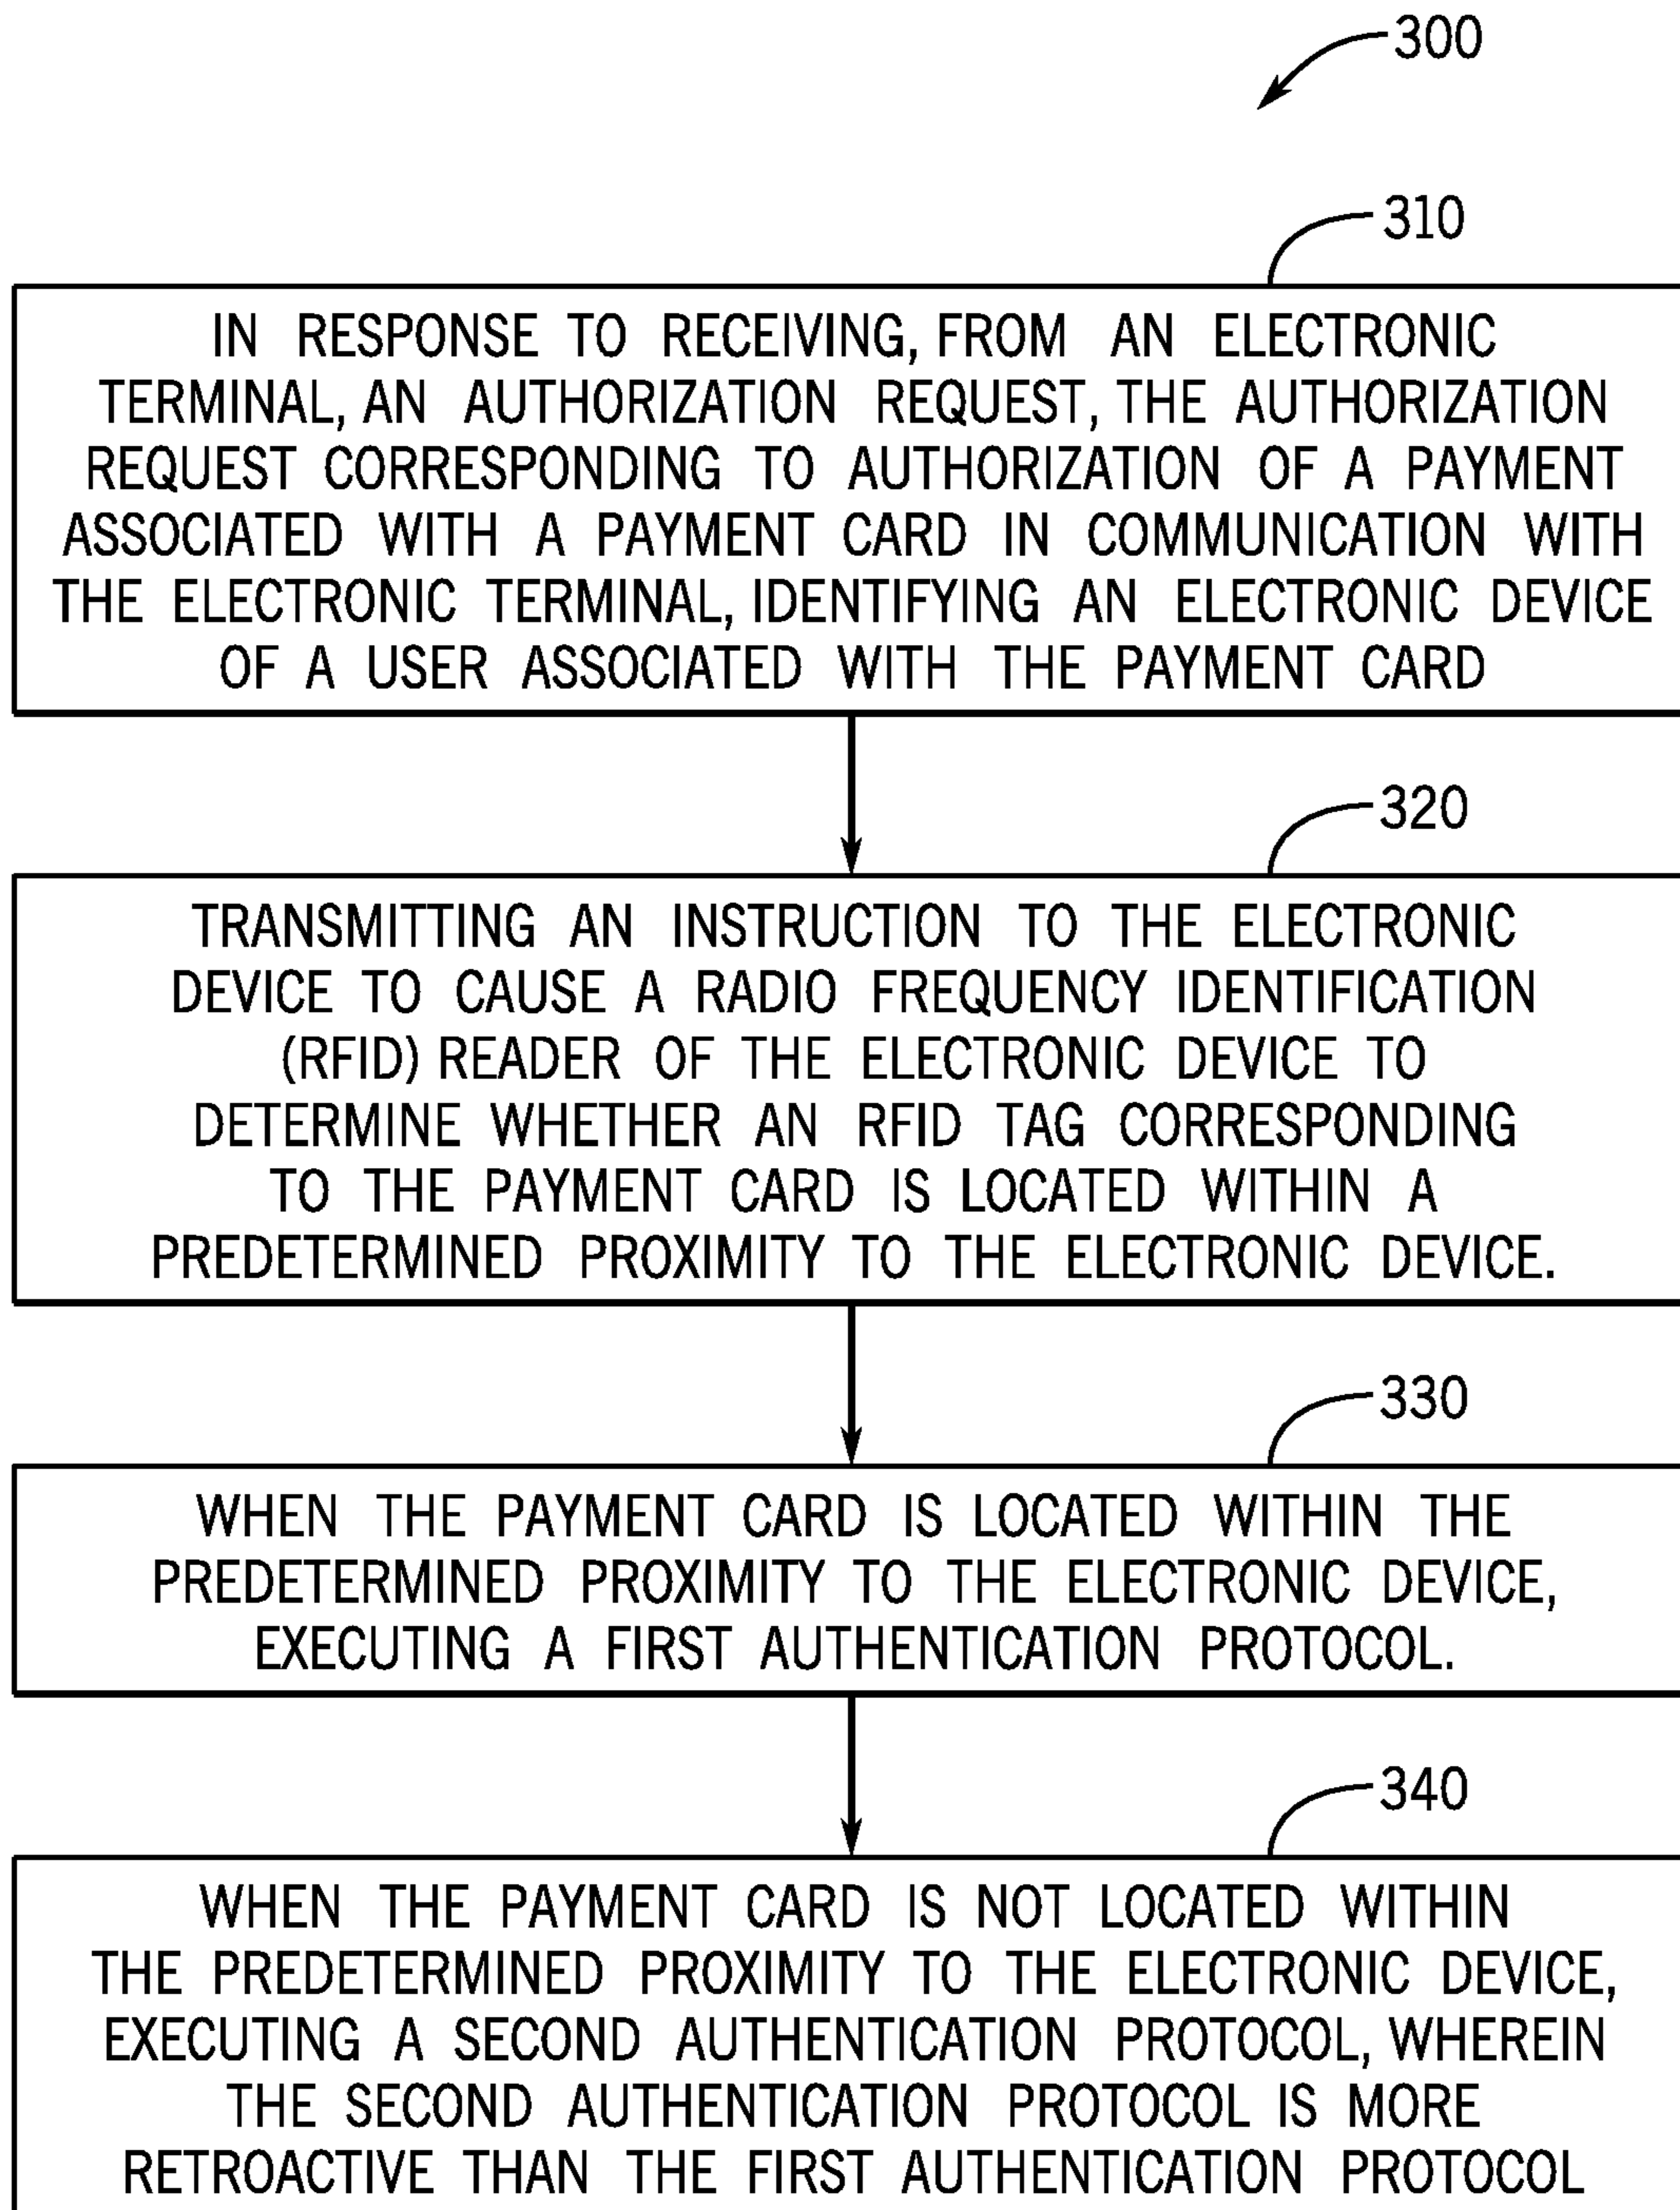 300
310
IN RESPONSE TO RECEIVING, FROM AN ELECTRONIC
TERMINAL, AN AUTHORIZATION REQUEST, THE AUTHORIZATION
REQUEST CORRESPONDING TO AUTHORIZATION OF A PAYMENT
ASSOCIATED WITH A PAYMENT CARD IN COMMUNICATION WITH
THE ELECTRONIC TERMINAL, IDENTIFYING AN ELECTRONIC DEVICE
OF A USER ASSOCIATED WITH THE PAYMENT CARD
320
TRANSMITTING AN INSTRUCTION TO THE ELECTRONIC
DEVICE TO CAUSE A RADIO FREQUENCY IDENTIFICATION
(RFID) READER OF THE ELECTRONIC DEVICE TO
DETERMINE WHETHER AN RFID TAG CORRESPONDING
TO THE PAYMENT CARD IS LOCATED WITHIN A
PREDETERMINED PROXIMITY TO THE ELECTRONIC DEVICE.
330
WHEN THE PAYMENT CARD IS LOCATED WITHIN THE
PREDETERMINED PROXIMITY TO THE ELECTRONIC DEVICE,
EXECUTING A FIRST AUTHENTICATION PROTOCOL.
340
WHEN THE PAYMENT CARD IS NOT LOCATED WITHIN
THE PREDETERMINED PROXIMITY TO THE ELECTRONIC DEVICE,
EXECUTING A SECOND AUTHENTICATION PROTOCOL, WHEREIN
THE SECOND AUTHENTICATION PROTOCOL IS MORE
RETROACTIVE THAN THE FIRST AUTHENTICATION PROTOCOL